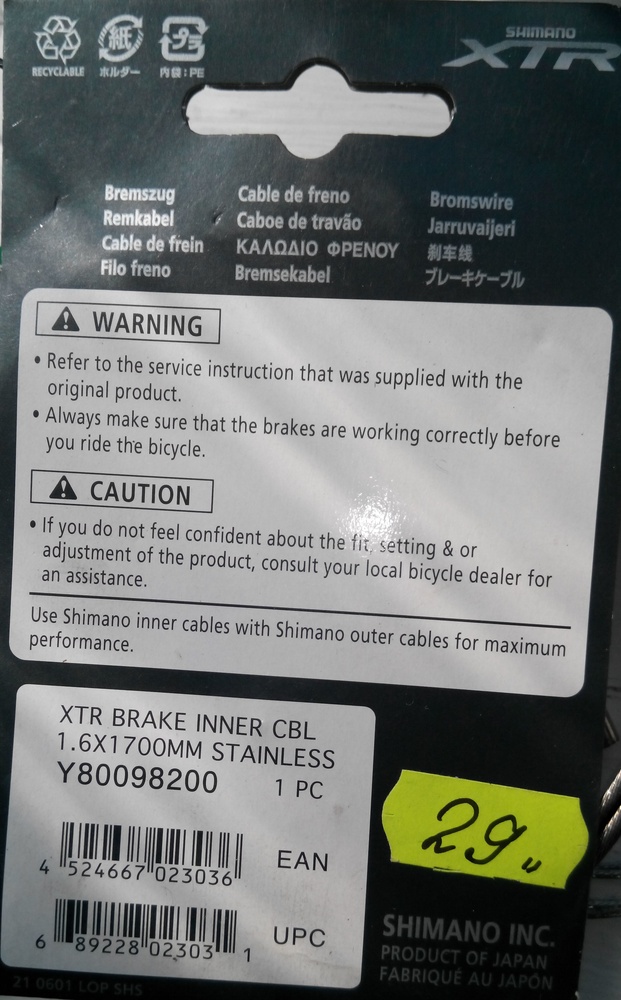 SHIMANO
XTR
RECYCLABLE
紙
ホルダー
プラ
内袋：PE
Bremszug
Remkabel
Cable de frein
Filo freno
Cable de freno
Caboe de travão
ΚΑΛΩΔΙΟ ΦΡΕΝΟΥ
Bremsekabel
Bromswire
Jarruvaijeri
刹车线
ブレーキケーブル
WARNING
• Refer to the service instruction that was supplied with the
original product.
• Always make sure that the brakes are working correctly before
you ride the bicycle.
CAUTION
• If you do not feel confident about the fit, setting & or
adjustment of the product, consult your local bicycle dealer for
an assistance.
Use Shimano inner cables with Shimano outer cables for maximum
performance.
XTR BRAKE INNER CBL
1.6X1700MM STAINLESS
Y80098200 1 PC
4 524667 023036 EAN
6 89228 02303 1 UPC
29,,
SHIMANO INC.
PRODUCT OF JAPAN
FABRIQUÉ AU JAPÓN
21 0601 LOP SHS